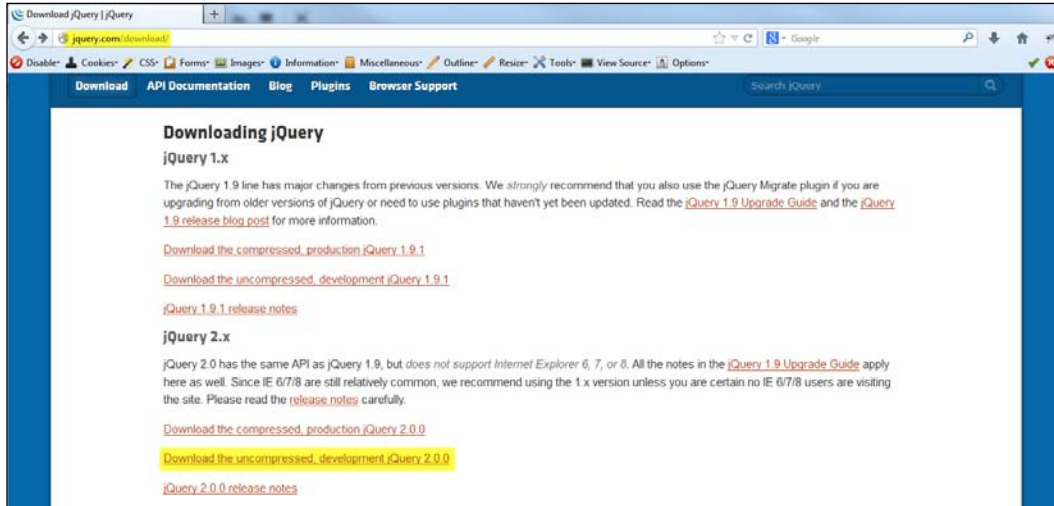 Download jQuery | jQuery
+
jquery.com/download/
Google
Disable Cookies CSS Forms Images Information Miscellaneous Outline Resize Tools View Source Options
Download API Documentation Blog Plugins Browser Support Search jQuery
Downloading jQuery
jQuery 1.x
The jQuery 1.9 line has major changes from previous versions. We strongly recommend that you also use the jQuery Migrate plugin if you are
upgrading from older versions of jQuery or need to use plugins that haven't yet been updated. Read the jQuery 1.9 Upgrade Guide and the jQuery
1.9 release blog post for more information.
Download the compressed, production jQuery 1.9.1
Download the uncompressed, development jQuery 1.9.1
jQuery 1.9.1 release notes
jQuery 2.x
jQuery 2.0 has the same API as jQuery 1.9, but does not support Internet Explorer 6, 7, or 8. All the notes in the jQuery 1.9 Upgrade Guide apply
here as well. Since IE 6/7/8 are still relatively common, we recommend using the 1.x version unless you are certain no IE 6/7/8 users are visiting
the site. Please read the release notes carefully.
Download the compressed, production jQuery 2.0.0
Download the uncompressed, development jQuery 2.0.0
jQuery 2.0.0 release notes